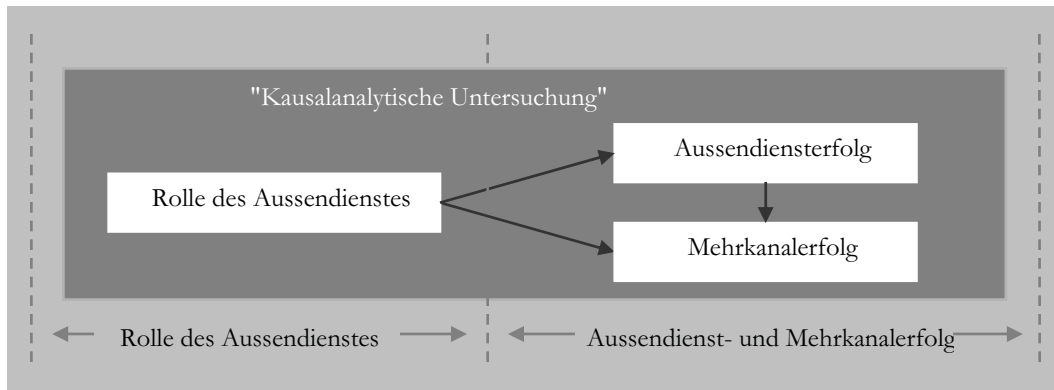 "Kausalanalytische Untersuchung"
Aussendiensterfolg
Rolle des Aussendienstes
Mehrkanalerfolg
Rolle des Aussendienstes
Aussendienst- und Mehrkanalerfolg